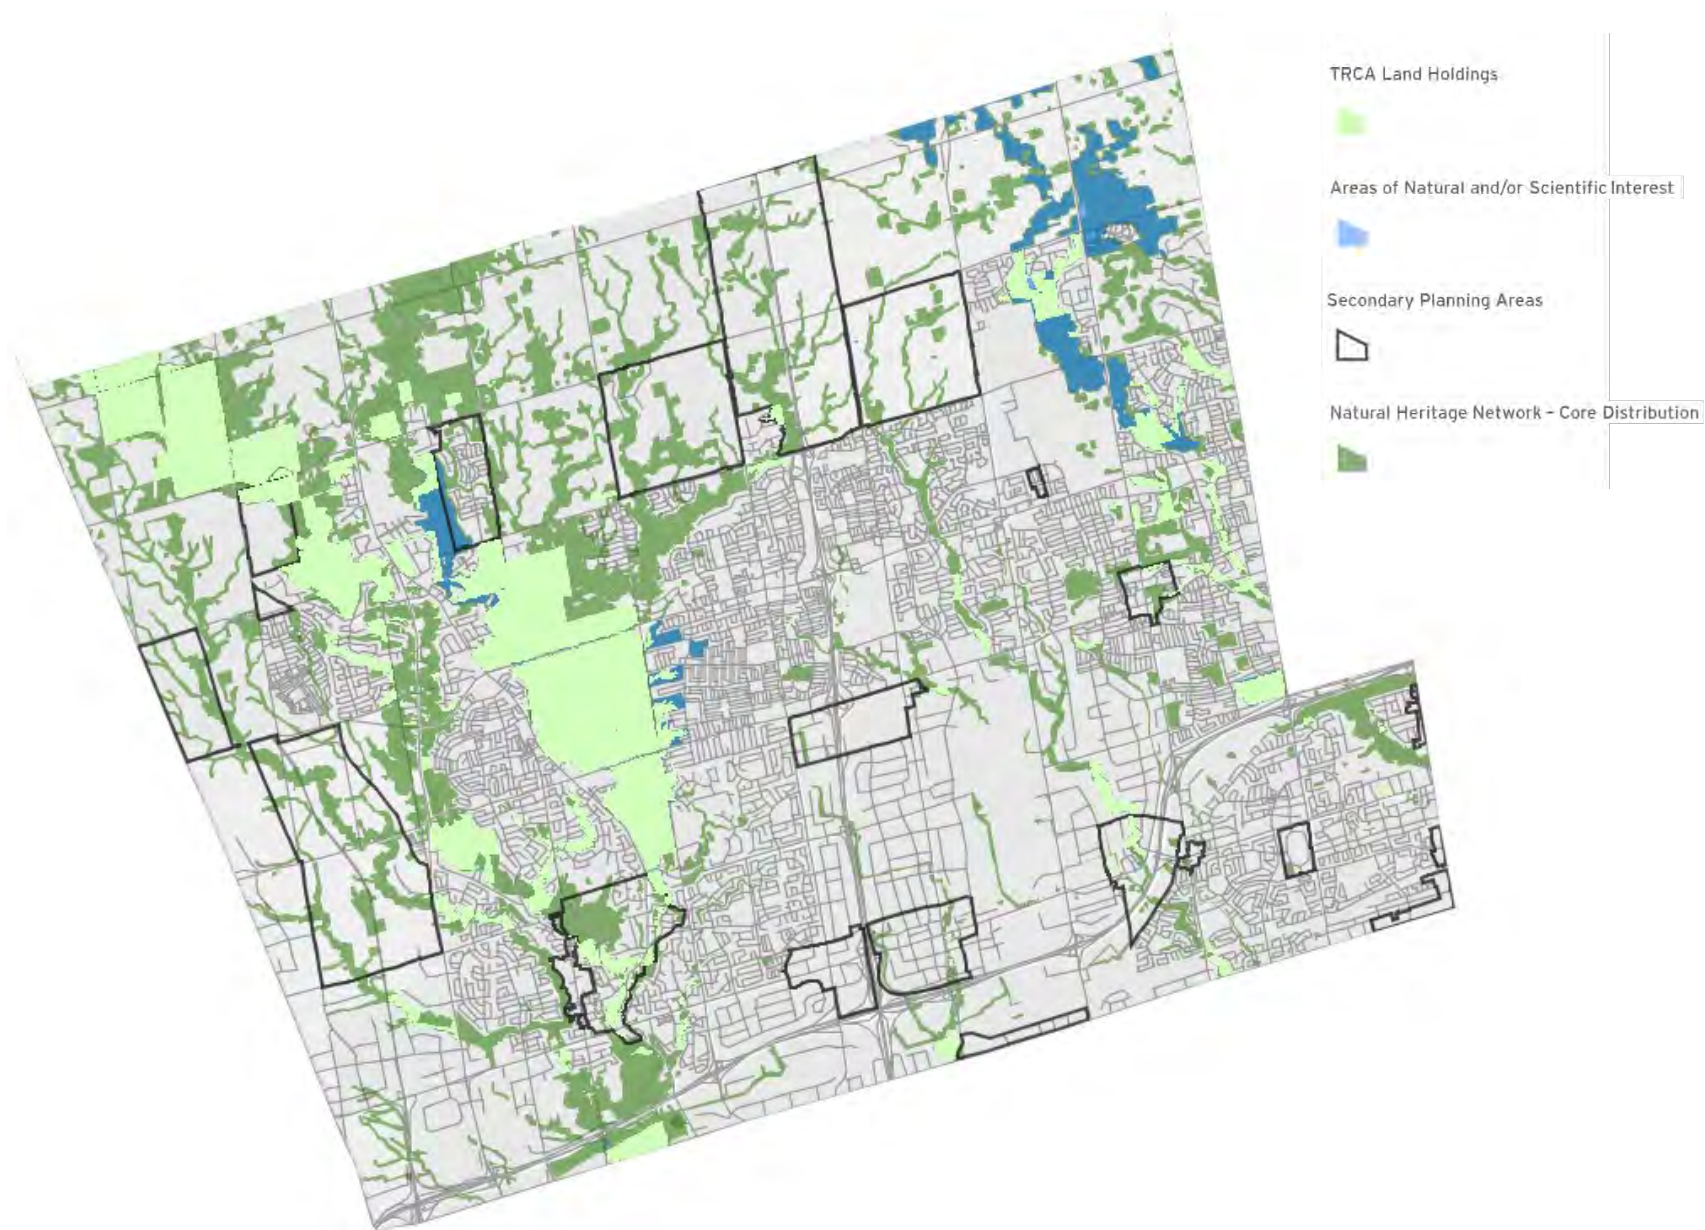 TRCA Land Holdings
Areas of Natural and/or Scientific Interest
Secondary Planning Areas
Natural Heritage Network - Core Distribution